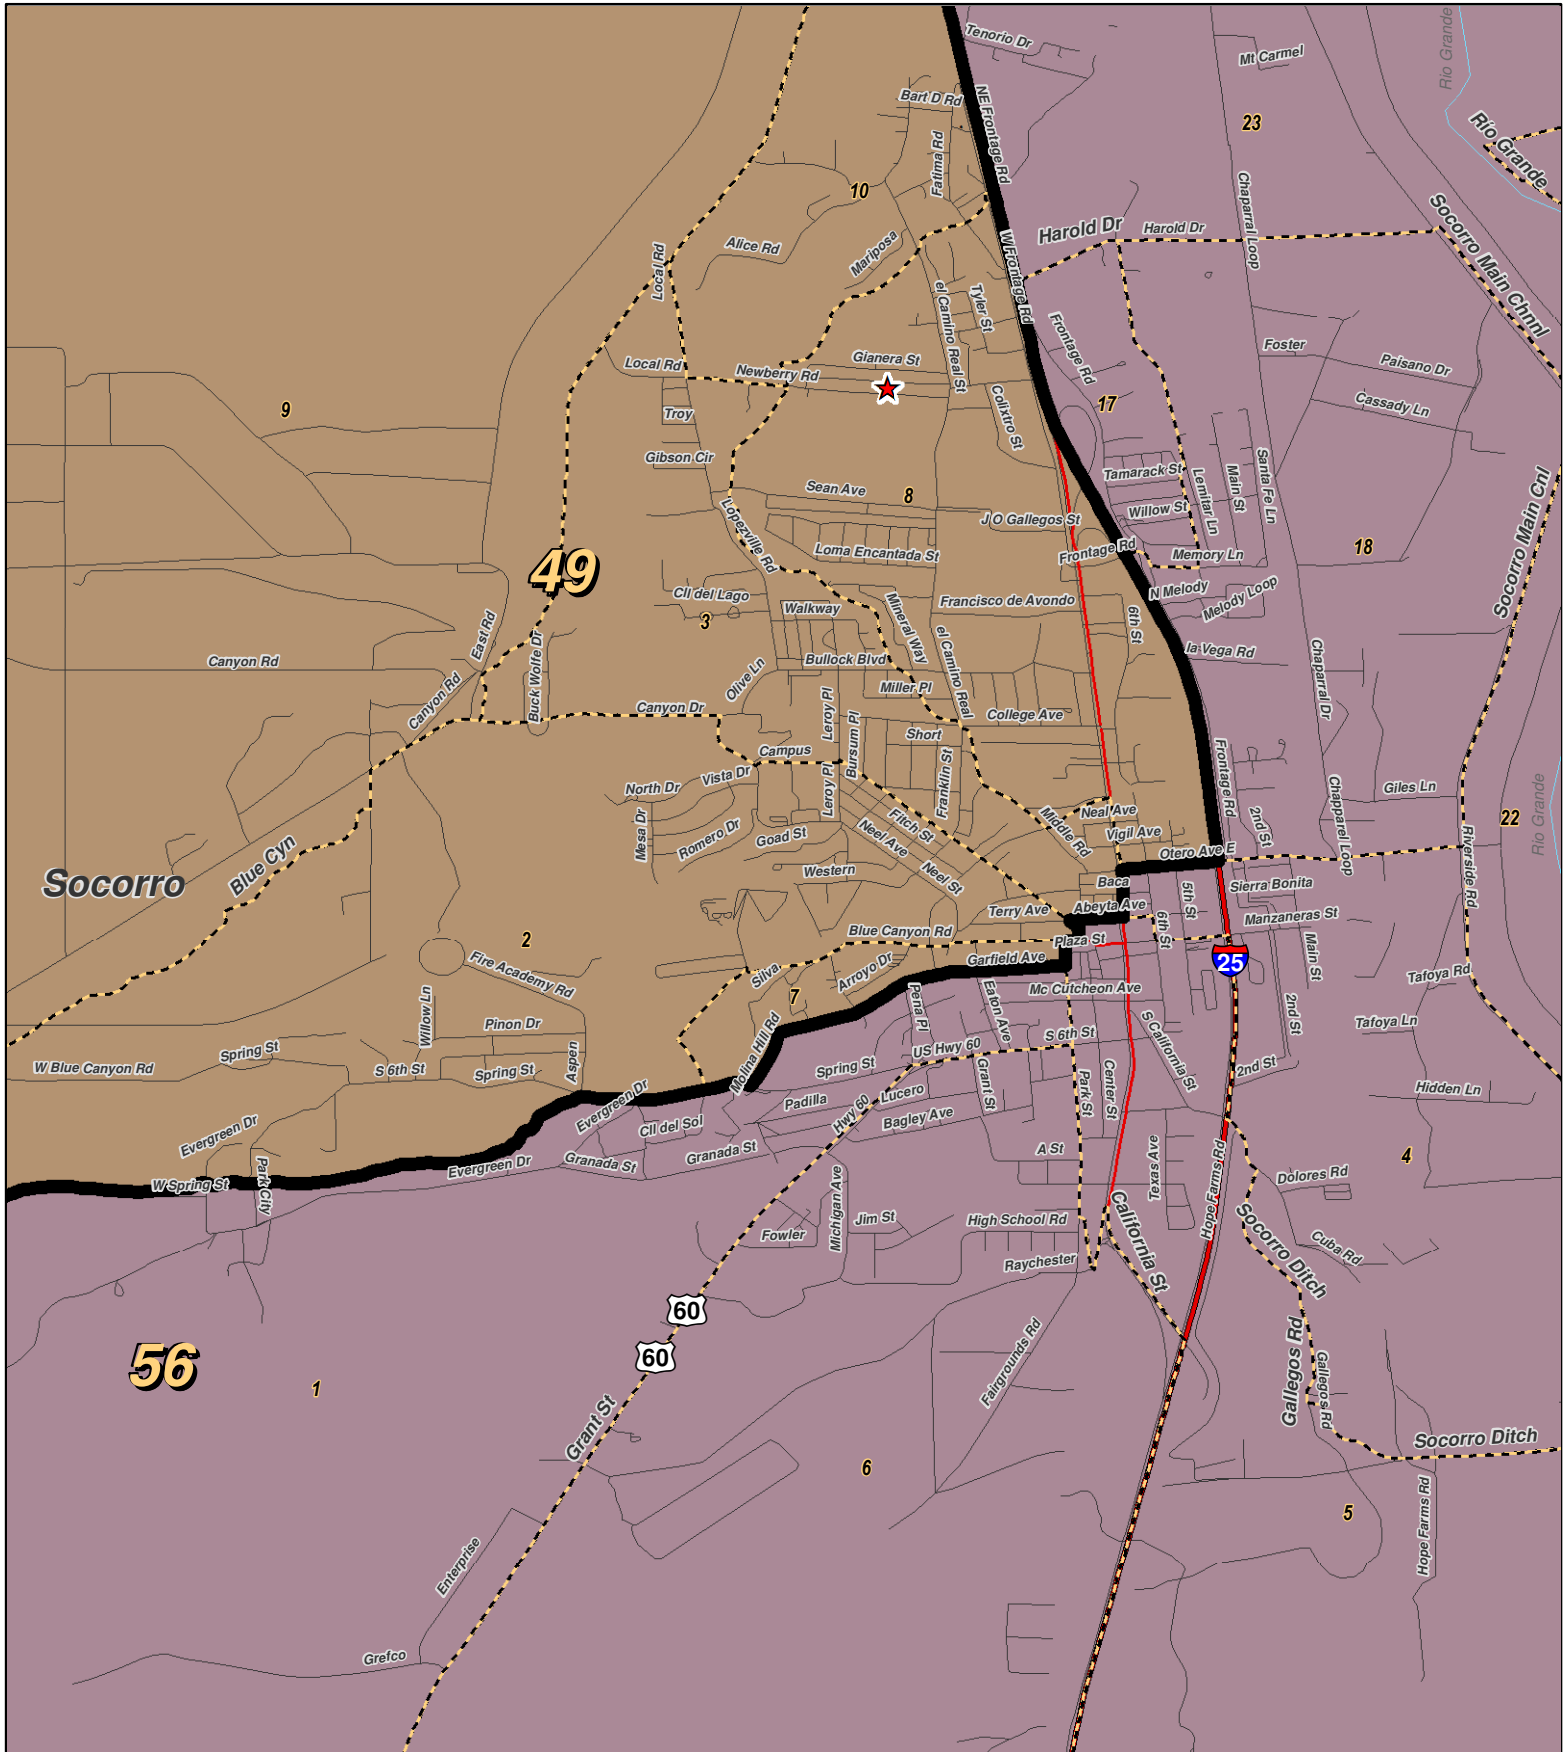 Tenorio Dr
Mt Carmel
Rio Grande
Bart D Rd
NE Frontage Rd
23
Rio Grande
Fatima Rd
10
Chaparral Loop
Socorro Main Chnnl
Harold Dr
Harold Dr
Alice Rd
Mariposa
Local Rd
W Frontage Rd
el Camino Real St
Tyler St
Frontage Rd
Foster
Gianera St
Local Rd
Newberry Rd
Paisano Dr
9
Troy
Colixtro St
17
Cassady Ln
Gibson Cir
Tamarack St
Lemitar Ln
Main St
Santa Fe Ln
Socorro Main Cnl
Sean Ave
8
Lopezville Rd
J O Gallegos St
Willow St
49
Loma Encantada St
Frontage Rd
Memory Ln
18
Cll del Lago
3
Walkway
Mineral Way
Francisco de Avondo
N Melody
Melody Loop
6th St
East Rd
Canyon Rd
Buck Wolfe Dr
Bullock Blvd
el Camino Real
la Vega Rd
Chaparral Dr
Canyon Rd
Olive Ln
Miller Pl
Canyon Dr
Leroy Pl
College Ave
Bursum Pl
Short
Campus
Frontage Rd
North Dr
Vista Dr
Leroy Pl
Franklin St
Giles Ln
Rio Grande
Mesa Dr
Romero Dr
Goad St
Neel Ave
Fitch St
Middle Rd
Neal Ave
Vigil Ave
2nd St
Chapparel Loop
22
Otero Ave E
Riverside Rd
Socorro
Blue Cyn
Western
Neel St
Baca
Sierra Bonita
5th St
Terry Ave
Abeyta Ave
6th St
Manzaneras St
2
Blue Canyon Rd
Plaza St
Main St
Fire Academy Rd
Silva
Arroyo Dr
Garfield Ave
25
Tafoya Rd
Willow Ln
7
Mc Cutcheon Ave
Pena Pl
Eaton Ave
2nd St
Pinon Dr
Molina Hill Rd
S 6th St
S California St
Tafoya Ln
Spring St
US Hwy 60
Aspen
W Blue Canyon Rd
S 6th St
Spring St
Spring St
Grant St
Park St
Center St
2nd St
Evergreen Dr
Padilla
Lucero
Hidden Ln
Hwy 60
Bagley Ave
Evergreen Dr
Cll del Sol
Granada St
A St
Texas Ave
4
Evergreen Dr
Granada St
Hope Farms Rd
Dolores Rd
W Spring St
Park City
Michigan Ave
Jim St
High School Rd
California St
Socorro Ditch
Fowler
Cuba Rd
Raychester
60
60
56
1
Fairgrounds Rd
Gallegos Rd
Gallegos Rd
Grant St
Socorro Ditch
6
5
Hope Farms Rd
Enterprise
Grefco